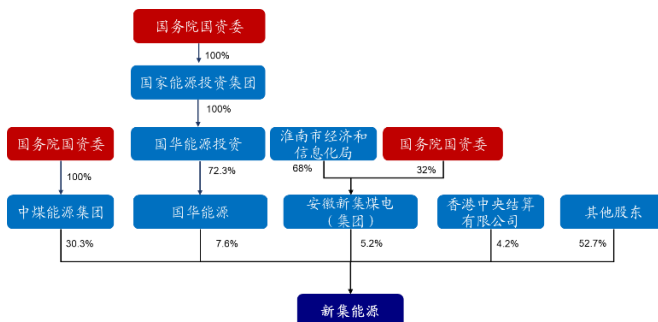 国务院国资委
100%
国家能源投资集团
100%
国务院国资委
国华能源投资
淮南市经济和
信息化局
国务院国资委
100%
72.3%
68%
32%
中煤能源集团
国华能源
安徽新集煤电
（集团）
香港中央结算
有限公司
其他股东
30.3%
7.6%
5.2%
4.2%
52.7%
新集能源